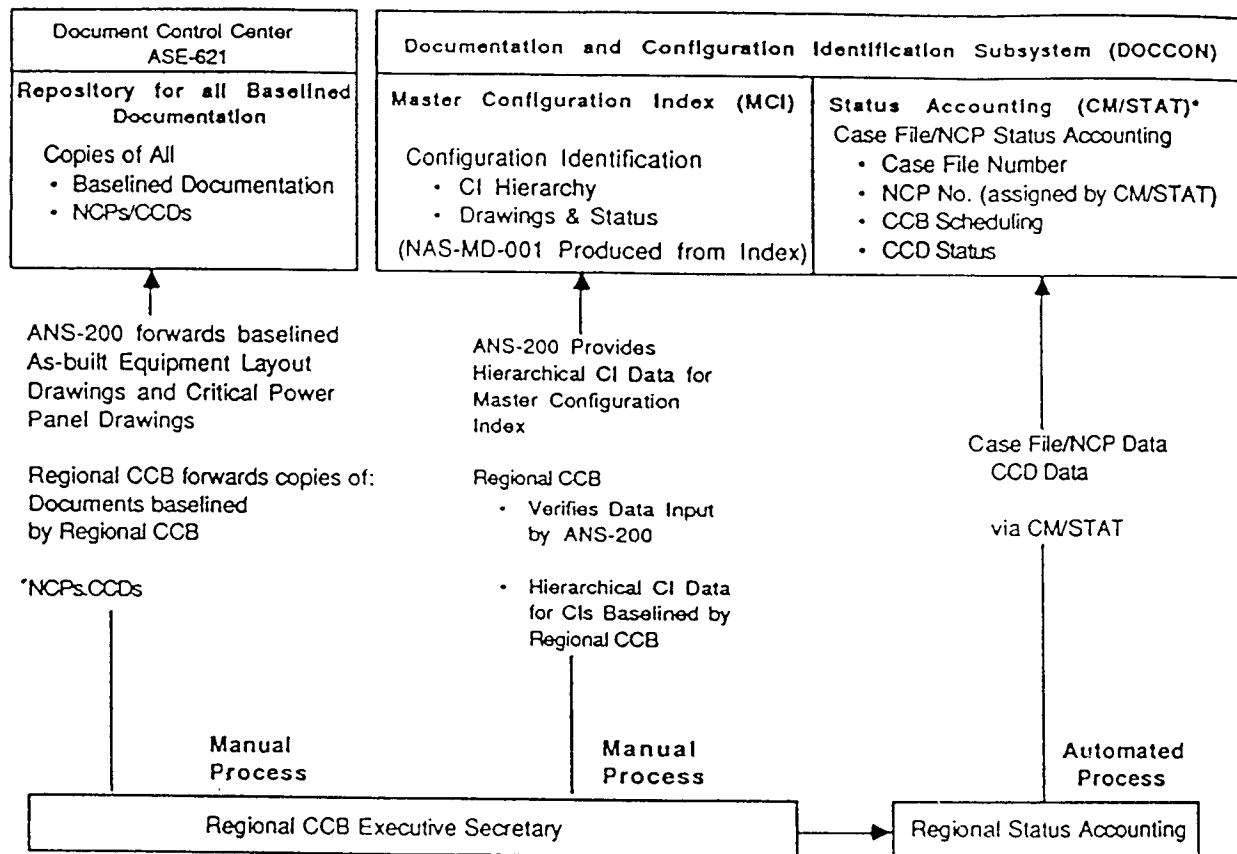 Document Control Center
ASE-621
Repository for all Baselined
Documentation
Copies of All
• Baselined Documentation
• NCPs/CCDs
Documentation and Configuration Identification Subsystem (DOCCON)
Master Configuration Index (MCI)
Configuration Identification
• CI Hierarchy
• Drawings & Status
(NAS-MD-001 Produced from Index)
Status Accounting (CM/STAT)*
Case File/NCP Status Accounting
• Case File Number
• NCP No. (assigned by CM/STAT)
• CCB Scheduling
• CCD Status
ANS-200 forwards baselined
As-built Equipment Layout
Drawings and Critical Power
Panel Drawings
Regional CCB forwards copies of:
Documents baselined
by Regional CCB
*NCPs.CCDs
ANS-200 Provides
Hierarchical CI Data for
Master Configuration
Index
Regional CCB
• Verifies Data Input
by ANS-200
• Hierarchical CI Data
for CIs Baselined by
Regional CCB
Case File/NCP Data
CCD Data
via CM/STAT
Manual
Process
Manual
Process
Automated
Process
Regional CCB Executive Secretary
Regional Status Accounting